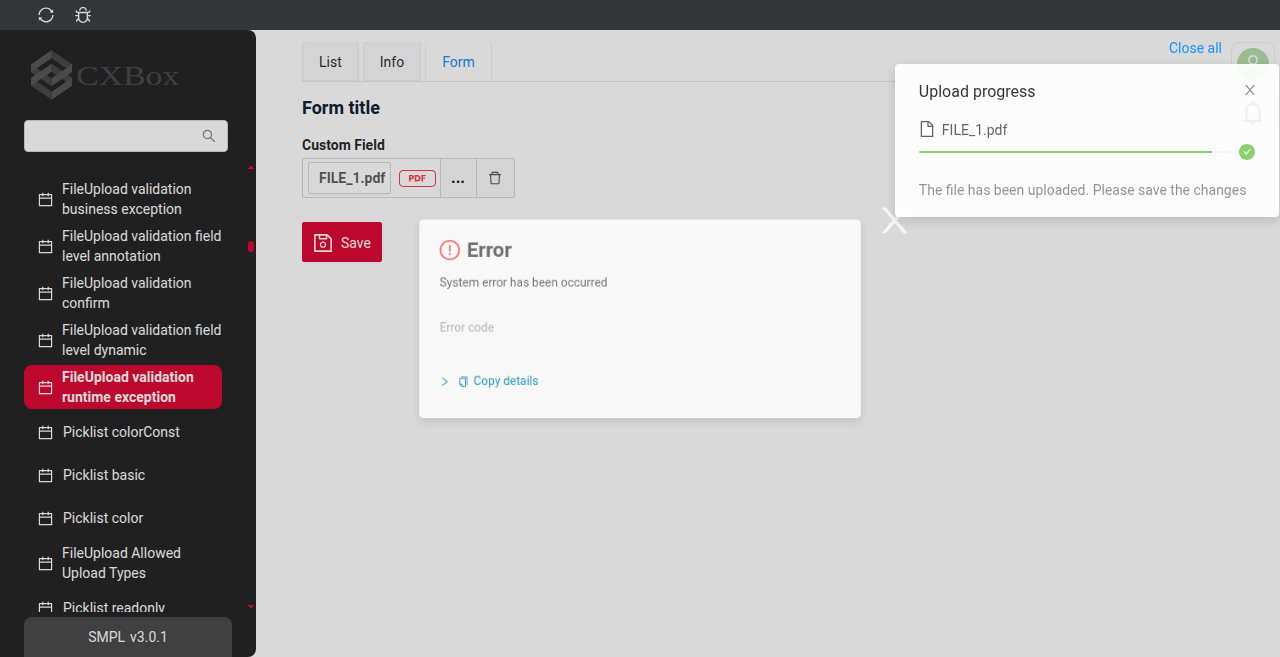 CXBox
FileUpload validation
business exception
FileUpload validation field
level annotation
FileUpload validation
confirm
FileUpload validation field
level dynamic
FileUpload validation
runtime exception
Picklist colorConst
Picklist basic
Picklist color
FileUpload Allowed
Upload Types
Picklist readonly
SMPL v3.0.1
List Info Form
Form title
Custom Field
FILE_1.pdf PDF ...
Save
Error
System error has been occurred
Error code
Copy details
Close all
Upload progress
FILE_1.pdf
The file has been uploaded. Please save the changes